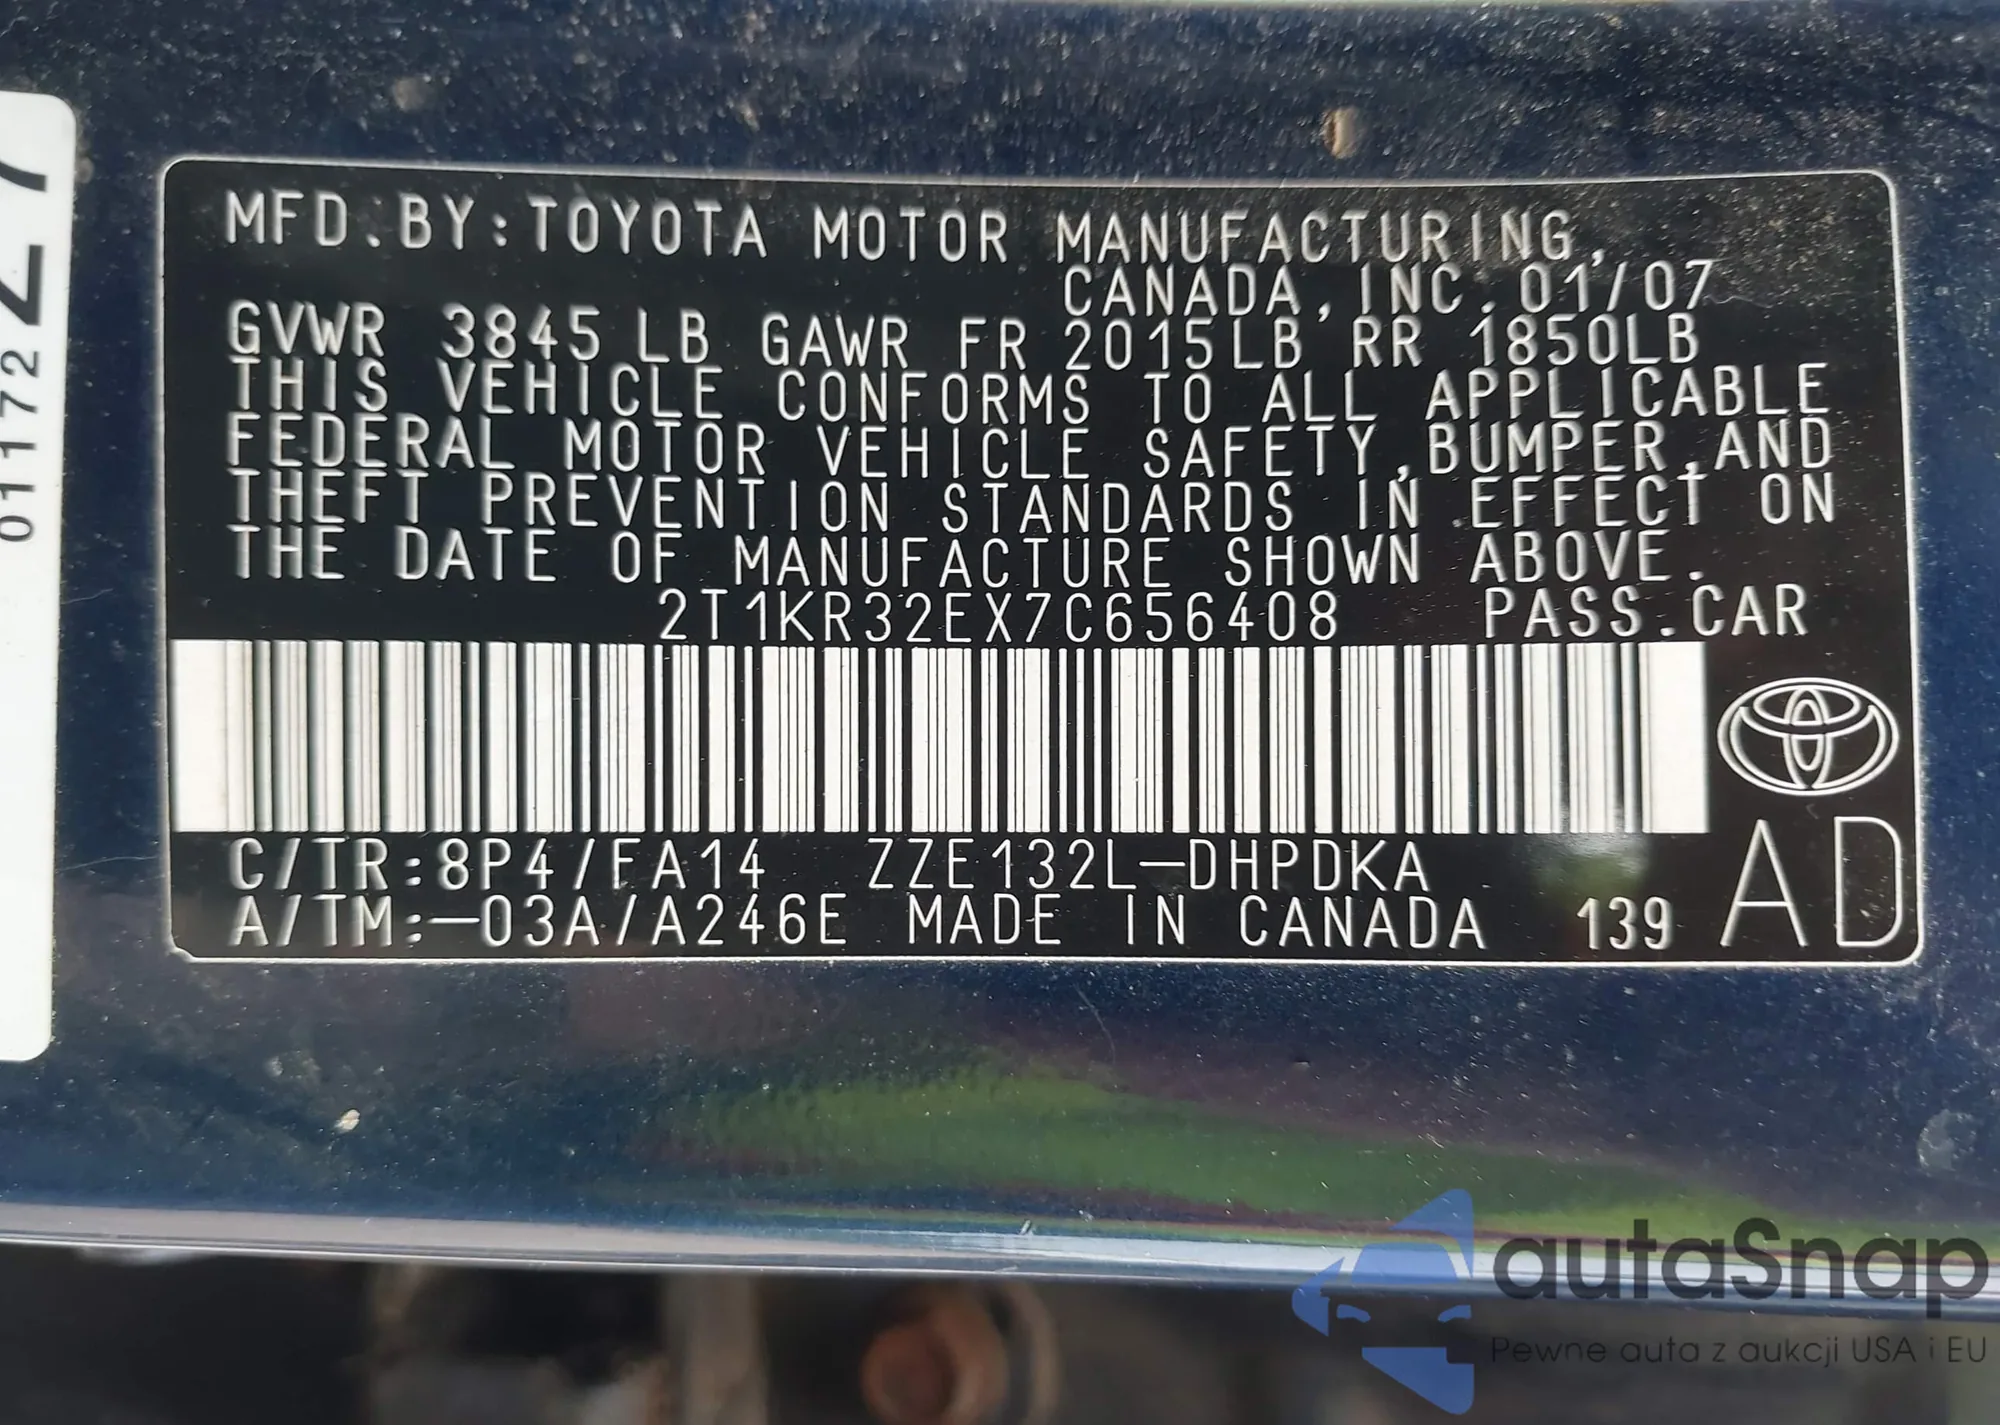 MFD.BY:TOYOTA MOTOR MANUFACTURING,
CANADA,INC.01/07
GVWR 3845 LB GAWR FR 2015LB RR 1850LB
THIS VEHICLE CONFORMS TO ALL APPLICABLE
FEDERAL MOTOR VEHICLE SAFETY,BUMPER,AND
THEFT PREVENTION STANDARDS IN EFFECT ON
THE DATE OF MANUFACTURE SHOWN ABOVE.
2T1KR32EX7C656408 PASS.CAR
C/TR:8P4/FA14 ZZE132L-DHPDKA
A/TM:-03A/A246E MADE IN CANADA 139
AD
01172
autaSnap
Pewne auta z aukcji USA i EU